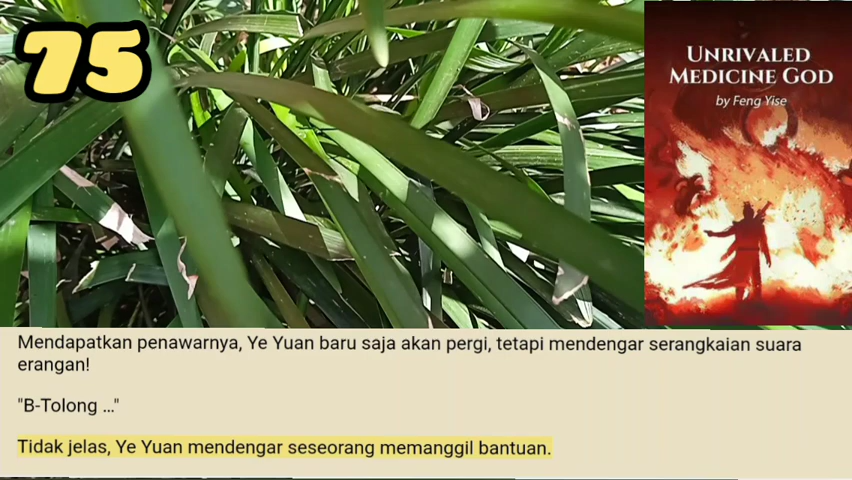 75
UNRIVALED
MEDICINE GOD
by Feng Yise
Mendapatkan penawarnya, Ye Yuan baru saja akan pergi, tetapi mendengar serangkaian suara
erangan!
"B-Tolong ..."
Tidak jelas, Ye Yuan mendengar seseorang memanggil bantuan.